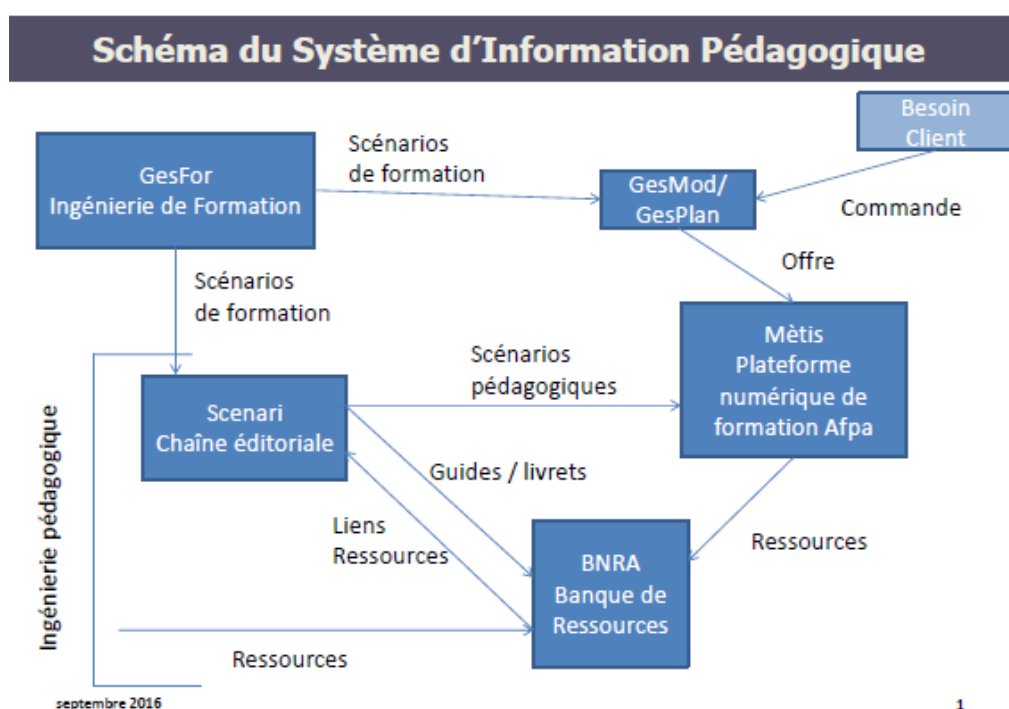 Schéma du Système d'Information Pédagogique
Besoin
Client
GesFor
Ingénierie de Formation
Scénarios
de formation
GesMod/
GesPlan
Commande
Offre
Scénarios
de formation
Mètis
Plateforme
numérique de
formation Afpa
Scénarios
pédagogiques
Scenari
Chaîne éditoriale
Guides / livrets
Liens
Ressources
Ressources
BNRA
Banque de
Ressources
Ingénierie pédagogique
Ressources
septembre 2016
1